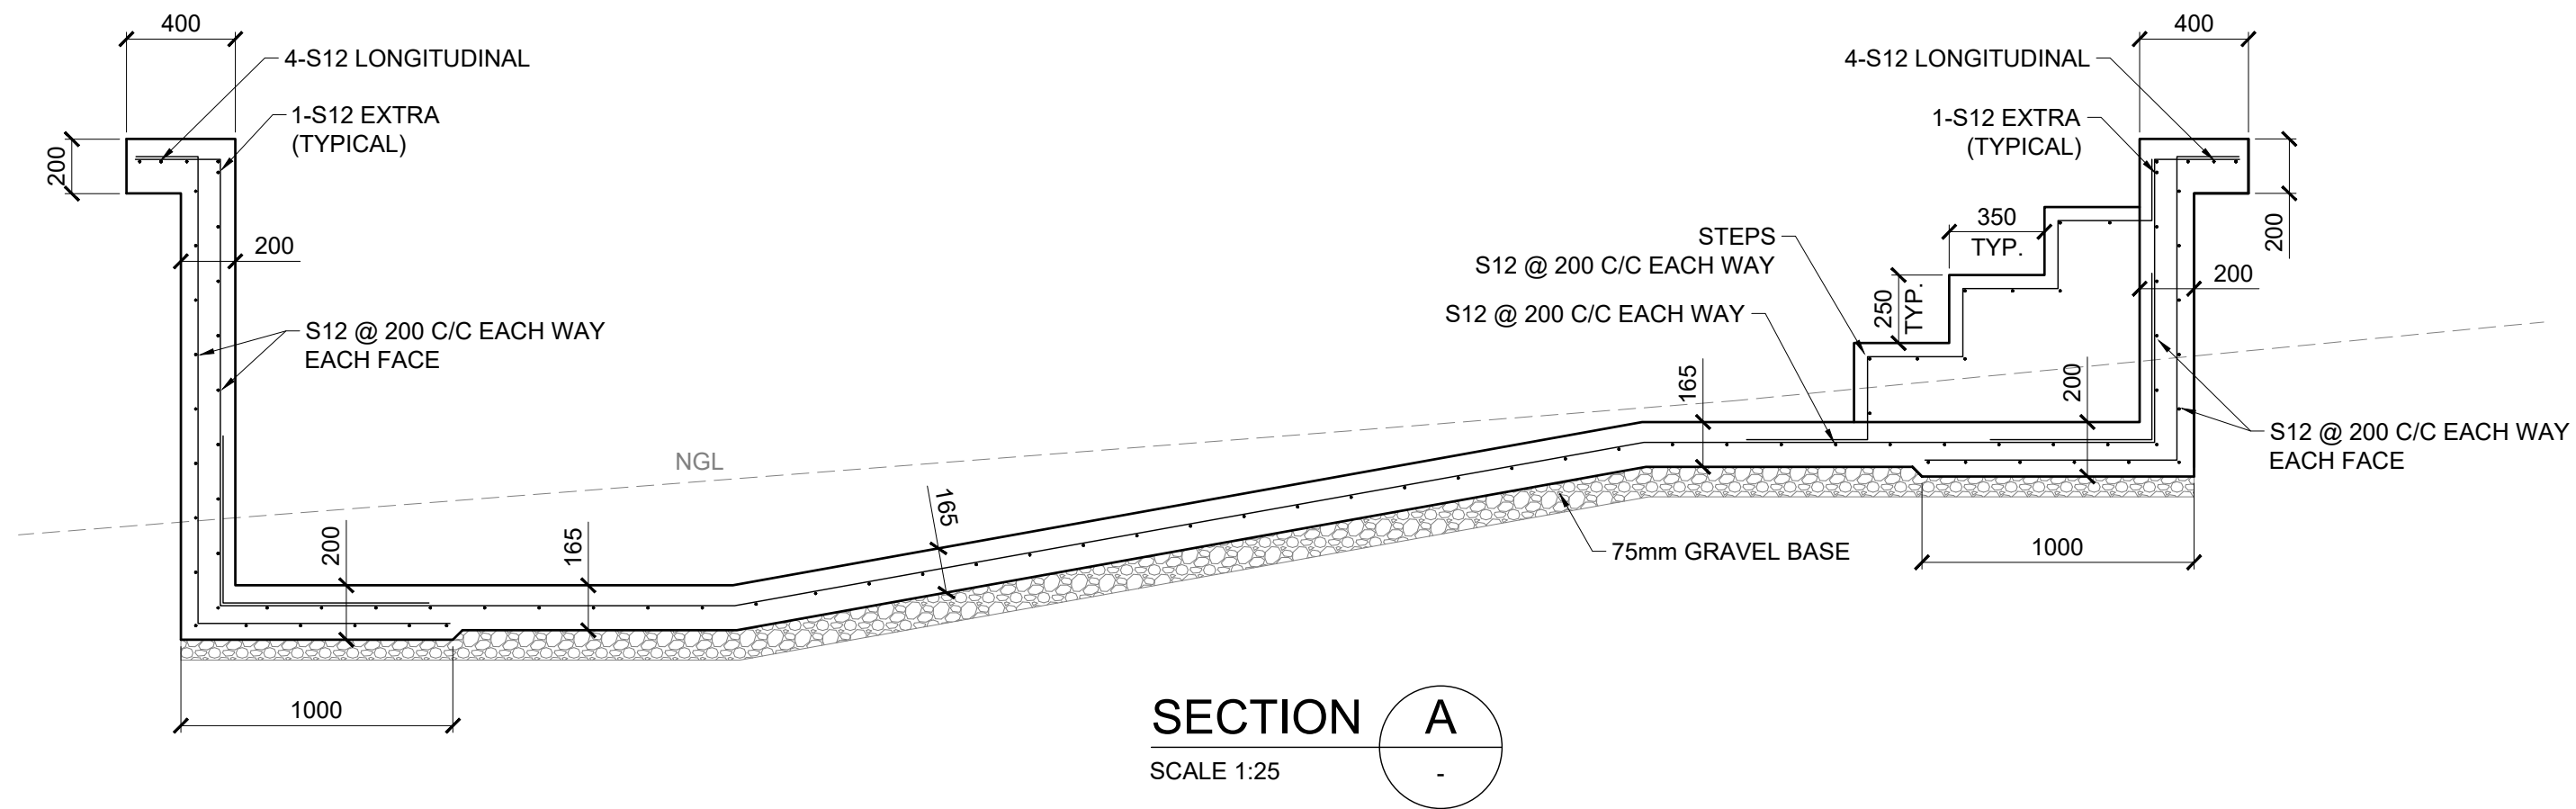 400
4-S12 LONGITUDINAL
1-S12 EXTRA
(TYPICAL)
200
200
S12 @ 200 C/C EACH WAY
EACH FACE
NGL
200
165
165
1000
400
4-S12 LONGITUDINAL
1-S12 EXTRA
(TYPICAL)
200
350
TYP.
STEPS
S12 @ 200 C/C EACH WAY
S12 @ 200 C/C EACH WAY
250
TYP.
200
165
200
S12 @ 200 C/C EACH WAY
EACH FACE
75mm GRAVEL BASE
1000
SECTION
A
SCALE 1:25
-